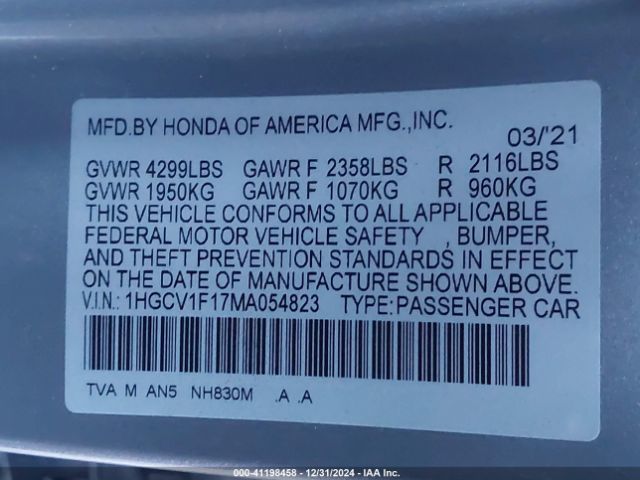 MFD.BY HONDA OF AMERICA MFG.,INC. 03/'21
GVWR 4299LBS GAWR F 2358LBS R 2116LBS
GVWR 1950KG GAWR F 1070KG R 960KG
THIS VEHICLE CONFORMS TO ALL APPLICABLE
FEDERAL MOTOR VEHICLE SAFETY , BUMPER,
AND THEFT PREVENTION STANDARDS IN EFFECT
ON THE DATE OF MANUFACTURE SHOWN ABOVE.
V.I.N.: 1HGCV1F17MA054823 TYPE:PASSENGER CAR
TVA M AN5 NH830M .A .A
000-41198458 - 12/31/2024 - IAA Inc.